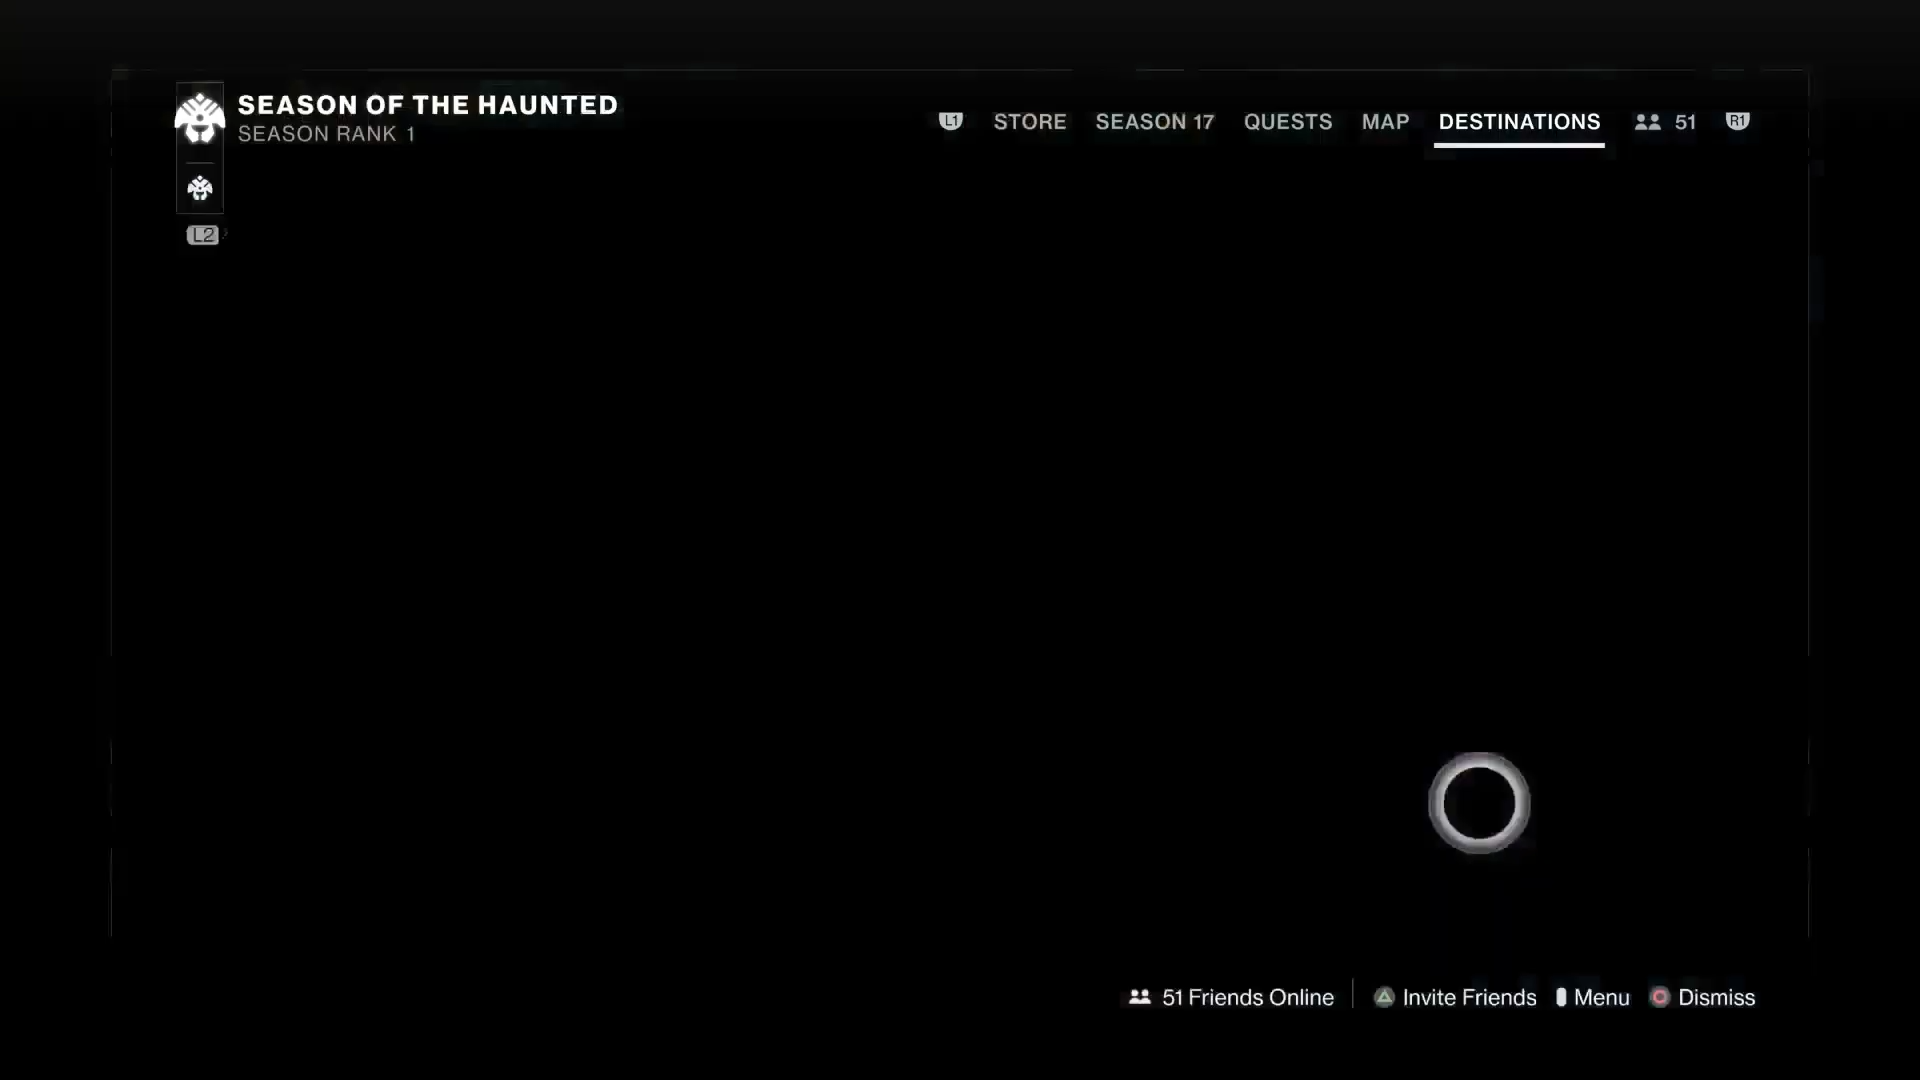 SEASON OF THE HAUNTED
SEASON RANK 1
L2
L1 STORE SEASON 17 QUESTS MAP DESTINATIONS 51 R1
51 Friends Online Invite Friends Menu Dismiss